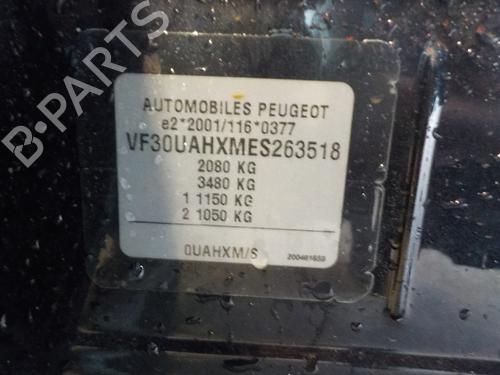 B-PARTS
AUTOMOBILES PEUGEOT
e2*2001/116*0377
VF30UAHXMES263518
2080 KG
3480 KG
1 1150 KG
2 1050 KG
0UAHXM/S